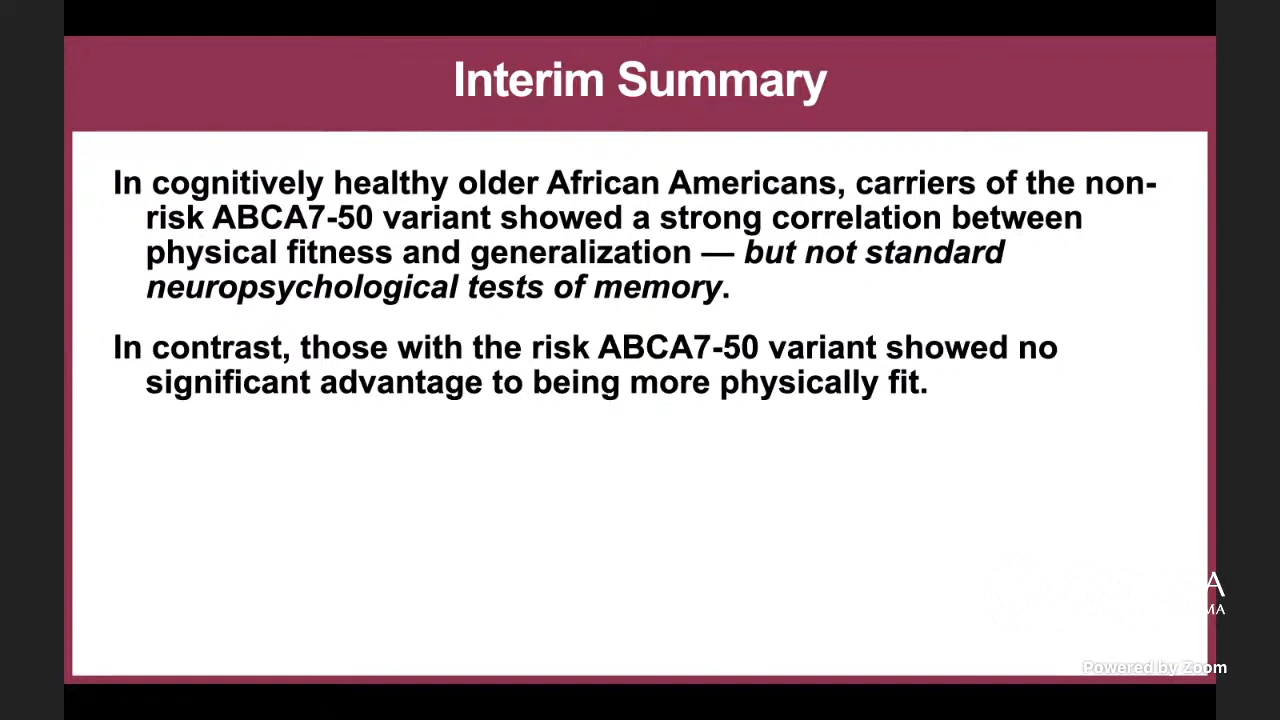 Interim Summary
In cognitively healthy older African Americans, carriers of the non-
risk ABCA7-50 variant showed a strong correlation between
physical fitness and generalization — but not standard
neuropsychological tests of memory.
In contrast, those with the risk ABCA7-50 variant showed no
significant advantage to being more physically fit.
Powered by Zoom